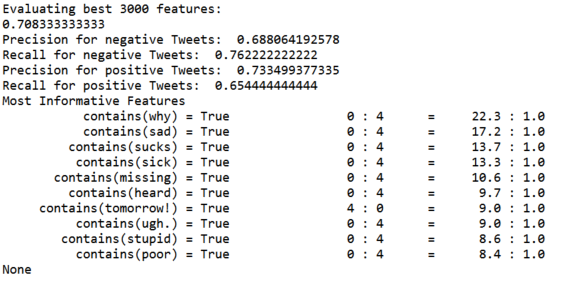 Evaluating best 3000 features:
0.708333333333
Precision for negative Tweets:  0.688064192578
Recall for negative Tweets:  0.762222222222
Precision for positive Tweets:  0.733499377335
Recall for positive Tweets:  0.654444444444
Most Informative Features
contains(why) = True 0 : 4 = 22.3 : 1.0
contains(sad) = True 0 : 4 = 17.2 : 1.0
contains(sucks) = True 0 : 4 = 13.7 : 1.0
contains(sick) = True 0 : 4 = 13.3 : 1.0
contains(missing) = True 0 : 4 = 10.6 : 1.0
contains(heard) = True 0 : 4 = 9.7 : 1.0
contains(tomorrow!) = True 4 : 0 = 9.0 : 1.0
contains(ugh.) = True 0 : 4 = 9.0 : 1.0
contains(stupid) = True 0 : 4 = 8.6 : 1.0
contains(poor) = True 0 : 4 = 8.4 : 1.0
None